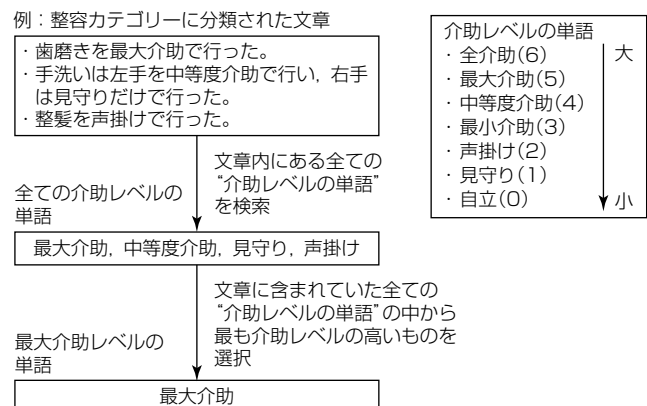 例：整容カテゴリーに分類された文章
・歯磨きを最大介助で行った。
・手洗いは左手を中等度介助で行い，右手
は見守りだけで行った。
・整髪を声掛けで行った。
文章内にある全ての
“介助レベルの単語”
を検索
全ての介助レベルの
単語
最大介助，中等度介助，見守り，声掛け
文章に含まれていた全ての
“介助レベルの単語”の中から
最も介助レベルの高いものを
選択
最大介助レベルの
単語
最大介助
介助レベルの単語
・全介助(6)
・最大介助(5)
・中等度介助(4)
・最小介助(3)
・声掛け(2)
・見守り(1)
・自立(0)
大
小